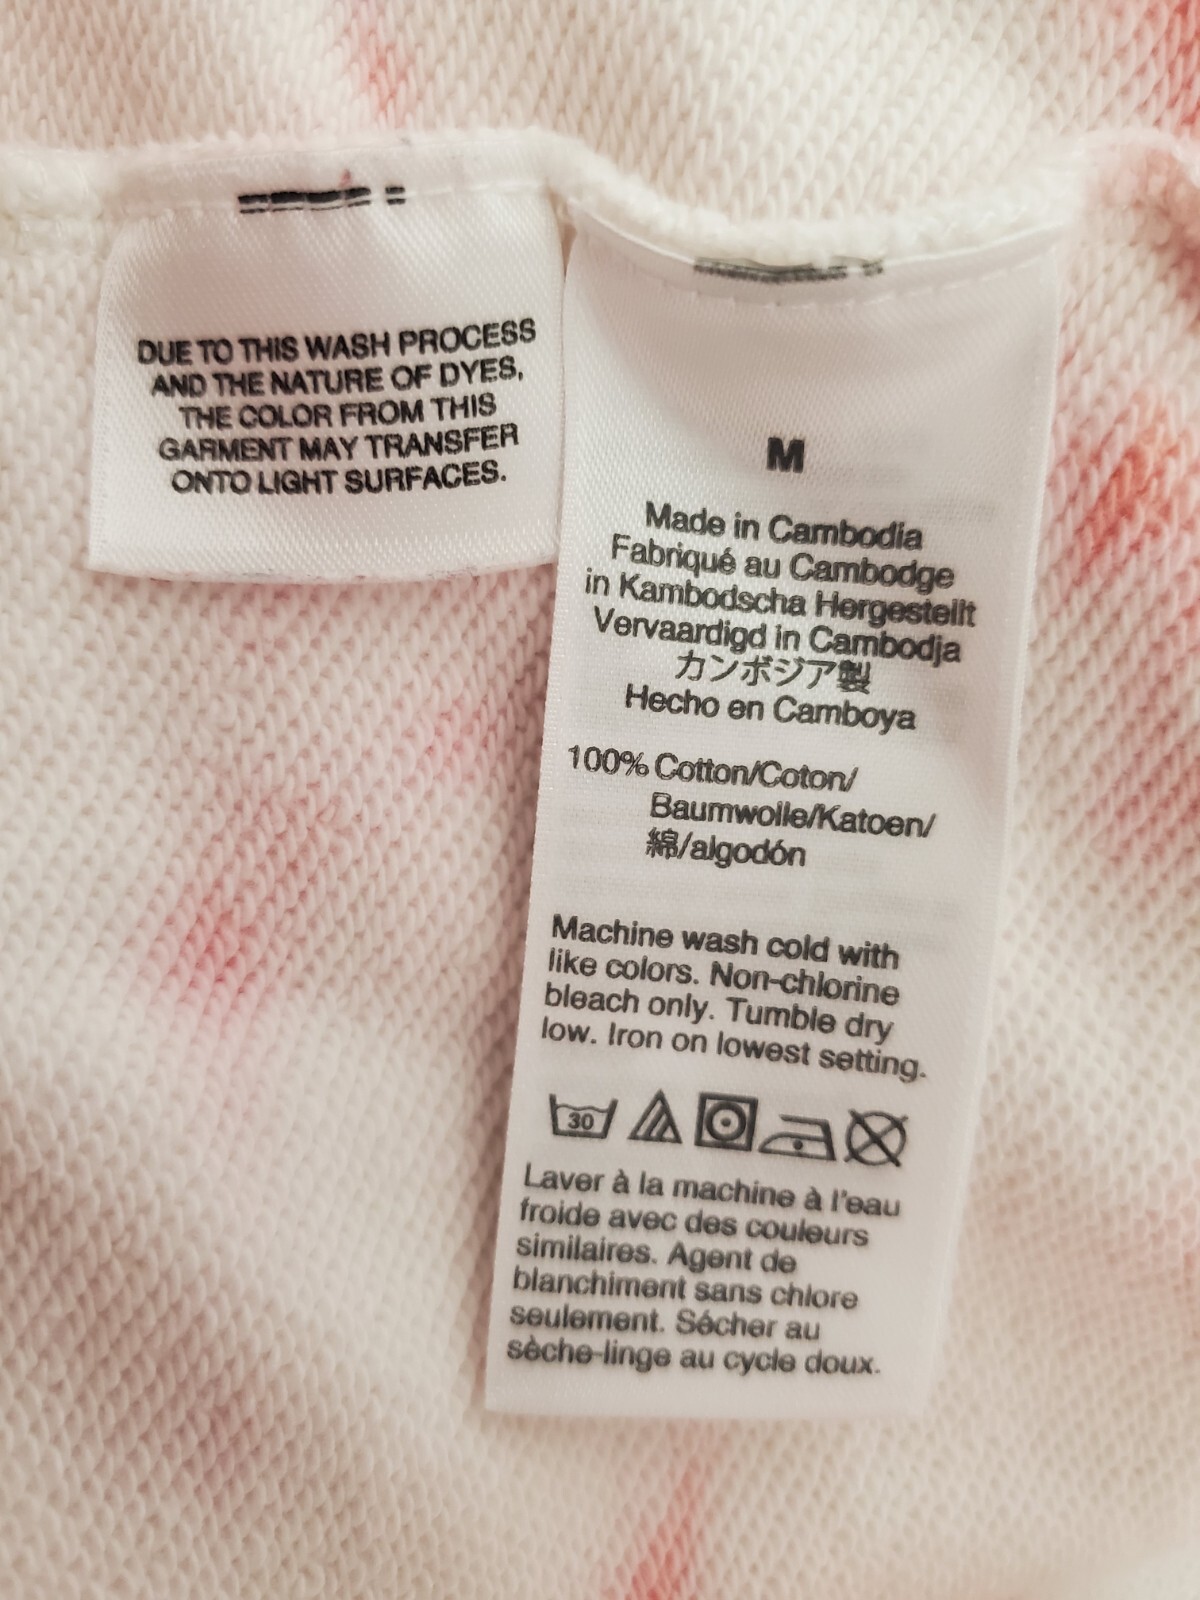 DUE TO THIS WASH PROCESS
AND THE NATURE OF DYES,
THE COLOR FROM THIS
GARMENT MAY TRANSFER
ONTO LIGHT SURFACES.
M
Made in Cambodia
Fabriqué au Cambodge
in Kambodscha Hergestellt
Vervaardigd in Cambodja
カンボジア製
Hecho en Camboya
100% Cotton/Coton/
Baumwolle/Katoen/
綿/algodón
Machine wash cold with
like colors. Non-chlorine
bleach only. Tumble dry
low. Iron on lowest setting.
30
Laver à la machine à l'eau
froide avec des couleurs
similaires. Agent de
blanchiment sans chlore
seulement. Sécher au
sèche-linge au cycle doux.